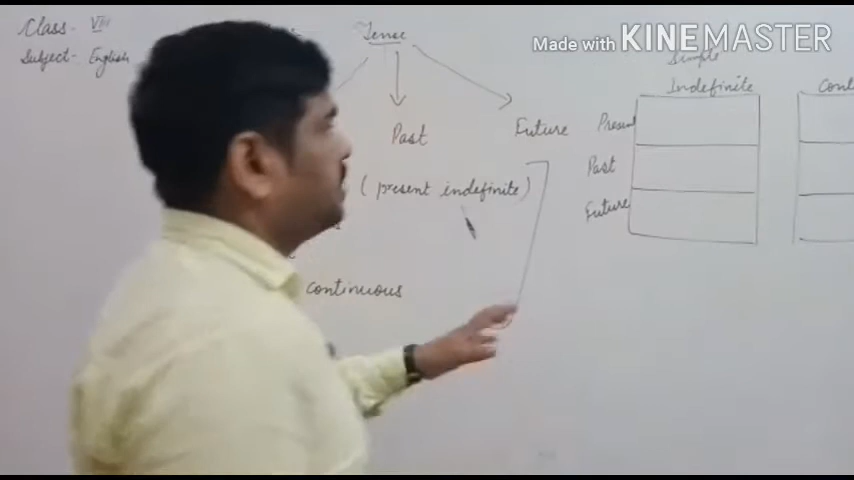 Class - VIII
Subject - English
Tense
Past
Future
( present indefinite )
continuous
Made with KINEMASTER
Simple
Indefinite
Present
Past
Future